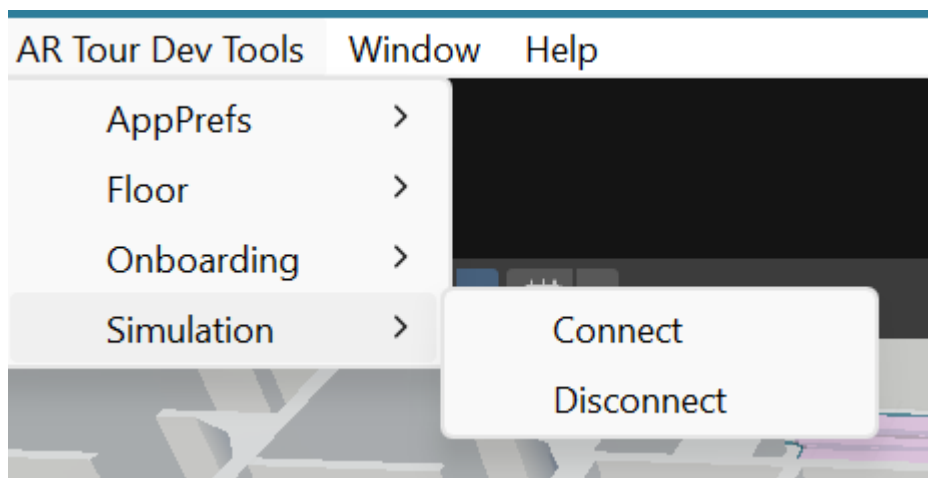 AR Tour Dev Tools Window Help
AppPrefs
Floor
Onboarding
Simulation
Connect
Disconnect